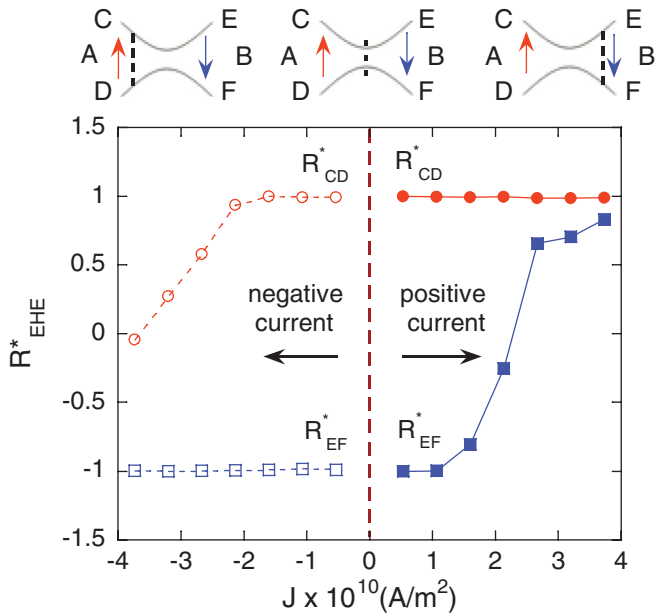 C E C E C E
A B A B A B
D F D F D F
1.5
R*CD R*CD
1
0.5
negative current
positive current
0
R*EHE
-0.5
R*EF R*EF
-1
-1.5
-4 -3 -2 -1 0 1 2 3 4
J x 10^10(A/m^2)